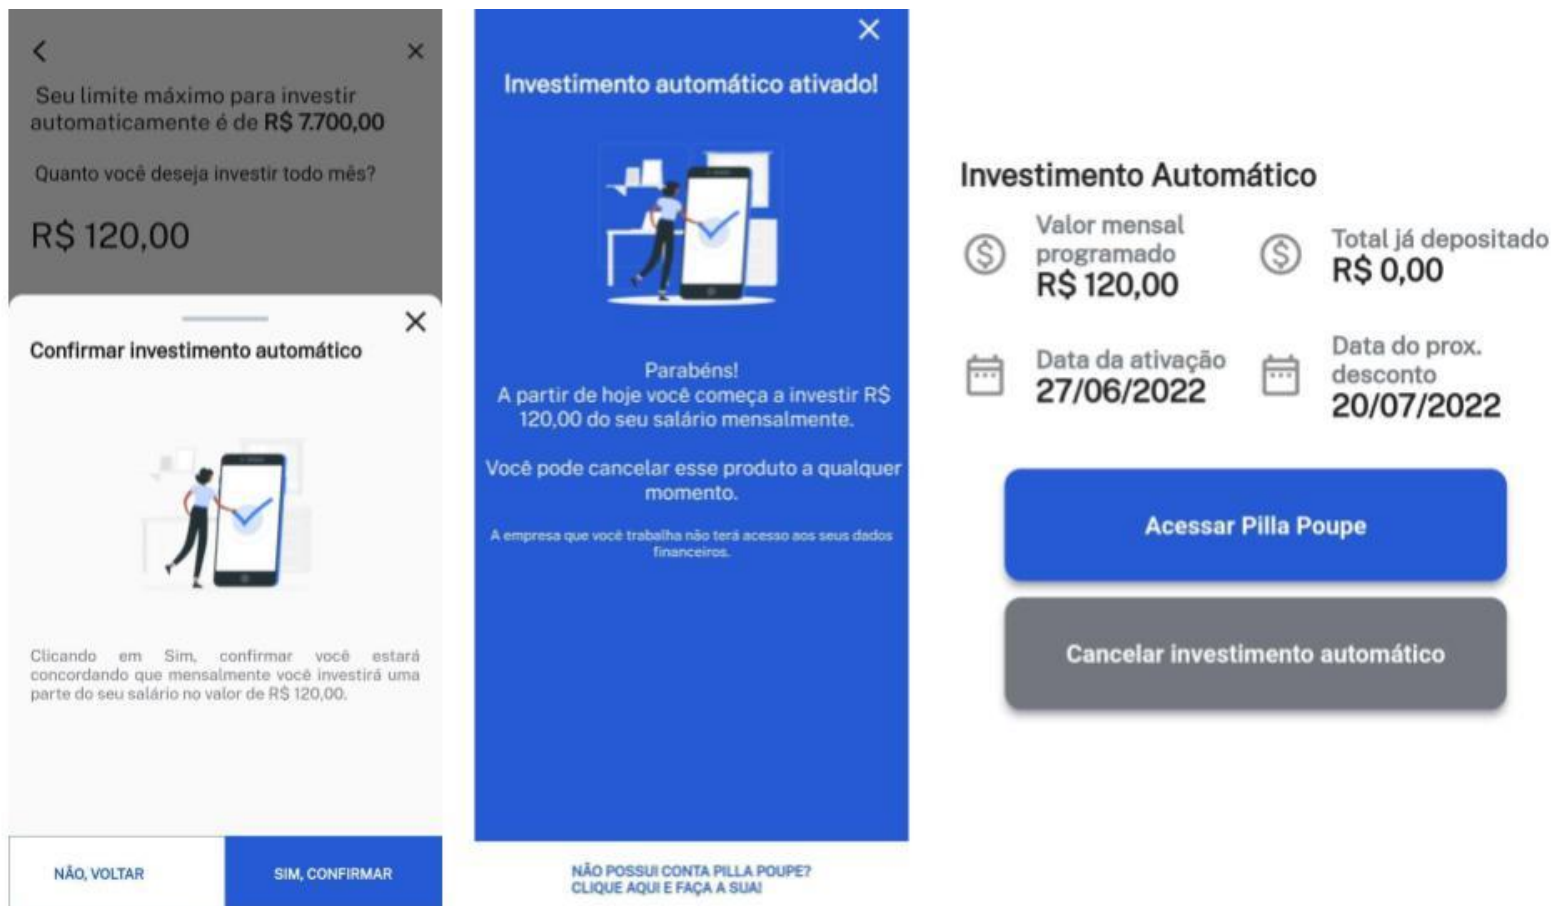 Seu limite máximo para investir
automaticamente é de R$ 7.700,00
Quanto você deseja investir todo mês?
R$ 120,00
Confirmar investimento automático
Clicando em Sim, confirmar você estará
concordando que mensalmente você investirá uma
parte do seu salário no valor de R$ 120,00.
NÃO, VOLTAR
SIM, CONFIRMAR
Investimento automático ativado!
Parabéns!
A partir de hoje você começa a investir R$
120,00 do seu salário mensalmente.
Você pode cancelar esse produto a qualquer
momento.
A empresa que você trabalha não terá acesso aos seus dados
financeiros.
NÃO POSSUI CONTA PILLA POUPE?
CLIQUE AQUI E FAÇA A SUA!
Investimento Automático
Valor mensal
programado
R$ 120,00
Total já depositado
R$ 0,00
Data da ativação
27/06/2022
Data do prox.
desconto
20/07/2022
Acessar Pilla Poupe
Cancelar investimento automático